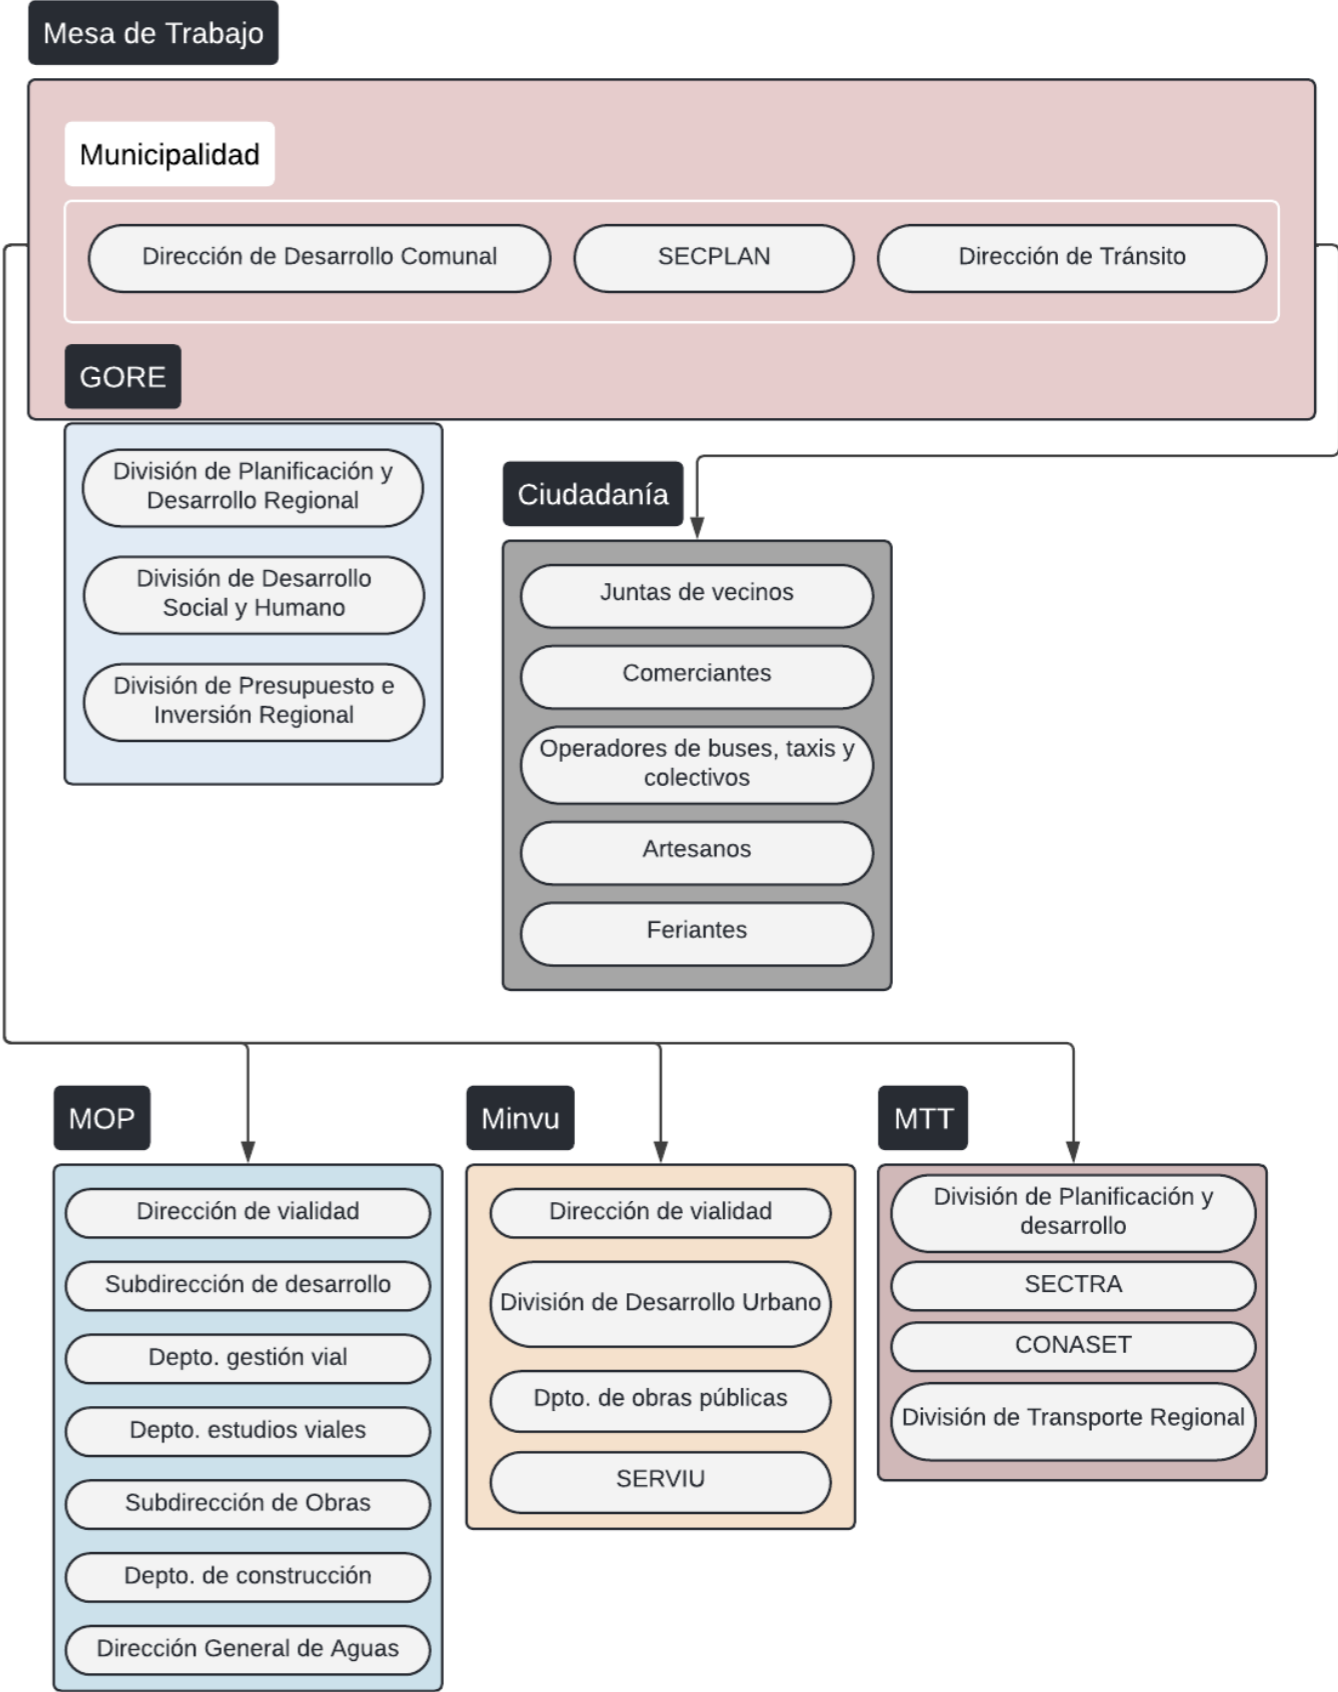 Mesa de Trabajo
Municipalidad
Dirección de Desarrollo Comunal
SECPLAN
Dirección de Tránsito
GORE
División de Planificación y
Desarrollo Regional
División de Desarrollo
Social y Humano
División de Presupuesto e
Inversión Regional
Ciudadanía
Juntas de vecinos
Comerciantes
Operadores de buses, taxis y
colectivos
Artesanos
Feriantes
MOP
Dirección de vialidad
Subdirección de desarrollo
Depto. gestión vial
Depto. estudios viales
Subdirección de Obras
Depto. de construcción
Dirección General de Aguas
Minvu
Dirección de vialidad
División de Desarrollo Urbano
Dpto. de obras públicas
SERVIU
MTT
División de Planificación y
desarrollo
SECTRA
CONASET
División de Transporte Regional